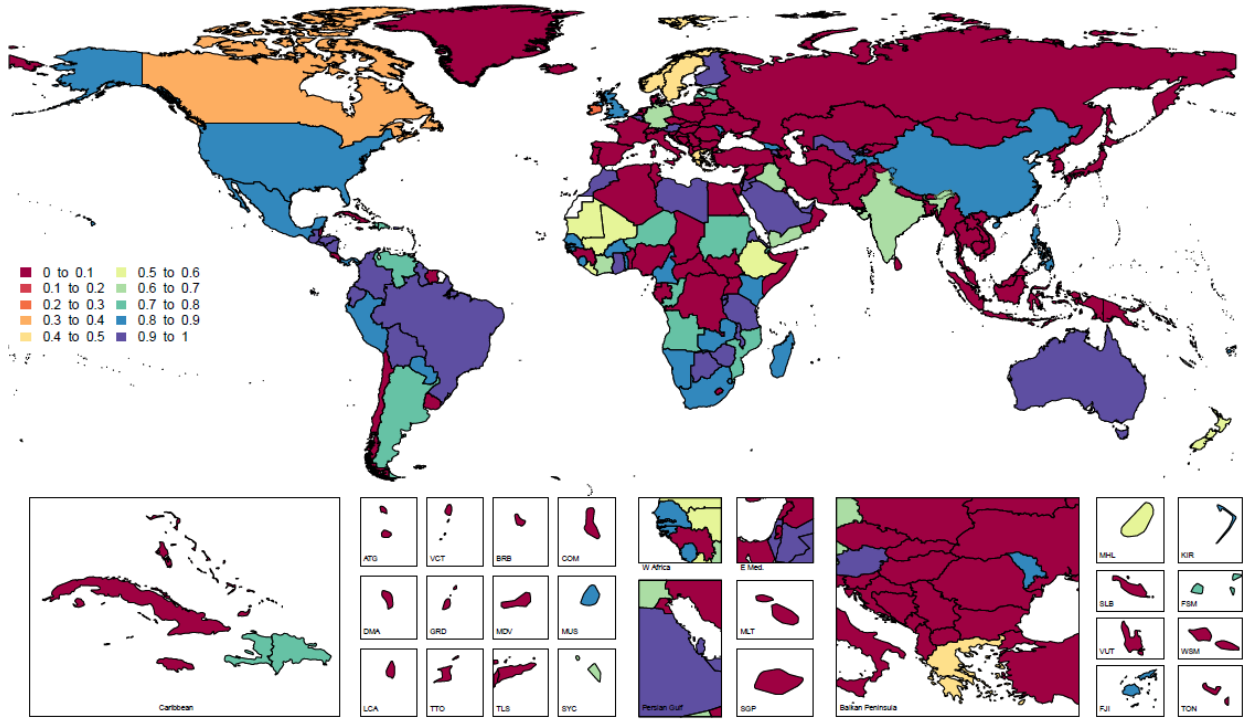 0 to 0.1
0.1 to 0.2
0.2 to 0.3
0.3 to 0.4
0.4 to 0.5
0.5 to 0.6
0.6 to 0.7
0.7 to 0.8
0.8 to 0.9
0.9 to 1
Caribbean
ATG
VCT
BRB
COM
DMA
GRD
MDV
MUS
LCA
TTO
TLS
SYC
W Africa
E Med.
Persian Gulf
MLT
SGP
Balkan Peninsula
MHL
KIR
SLB
FSM
VUT
WSM
FJI
TON